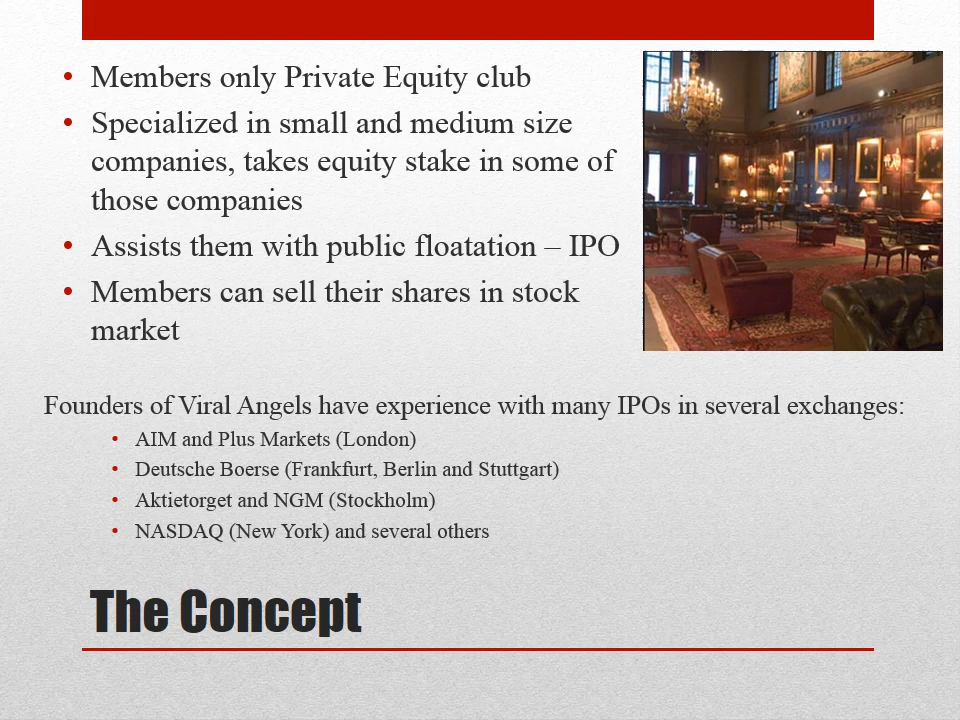 • Members only Private Equity club
• Specialized in small and medium size
companies, takes equity stake in some of
those companies
• Assists them with public floatation – IPO
• Members can sell their shares in stock
market
Founders of Viral Angels have experience with many IPOs in several exchanges:
• AIM and Plus Markets (London)
• Deutsche Boerse (Frankfurt, Berlin and Stuttgart)
• Aktietorget and NGM (Stockholm)
• NASDAQ (New York) and several others
The Concept